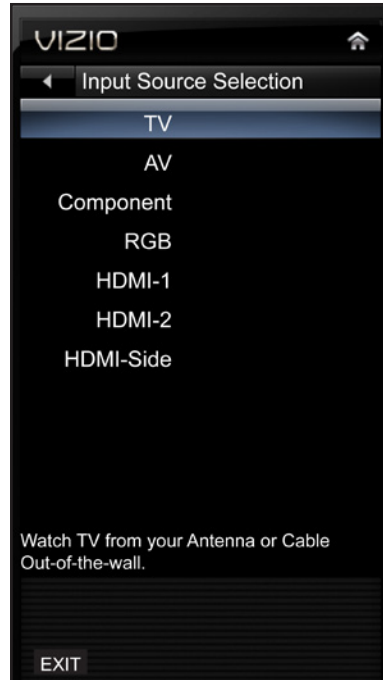 VIZIO
Input Source Selection
TV
AV
Component
RGB
HDMI-1
HDMI-2
HDMI-Side
Watch TV from your Antenna or Cable
Out-of-the-wall.
EXIT